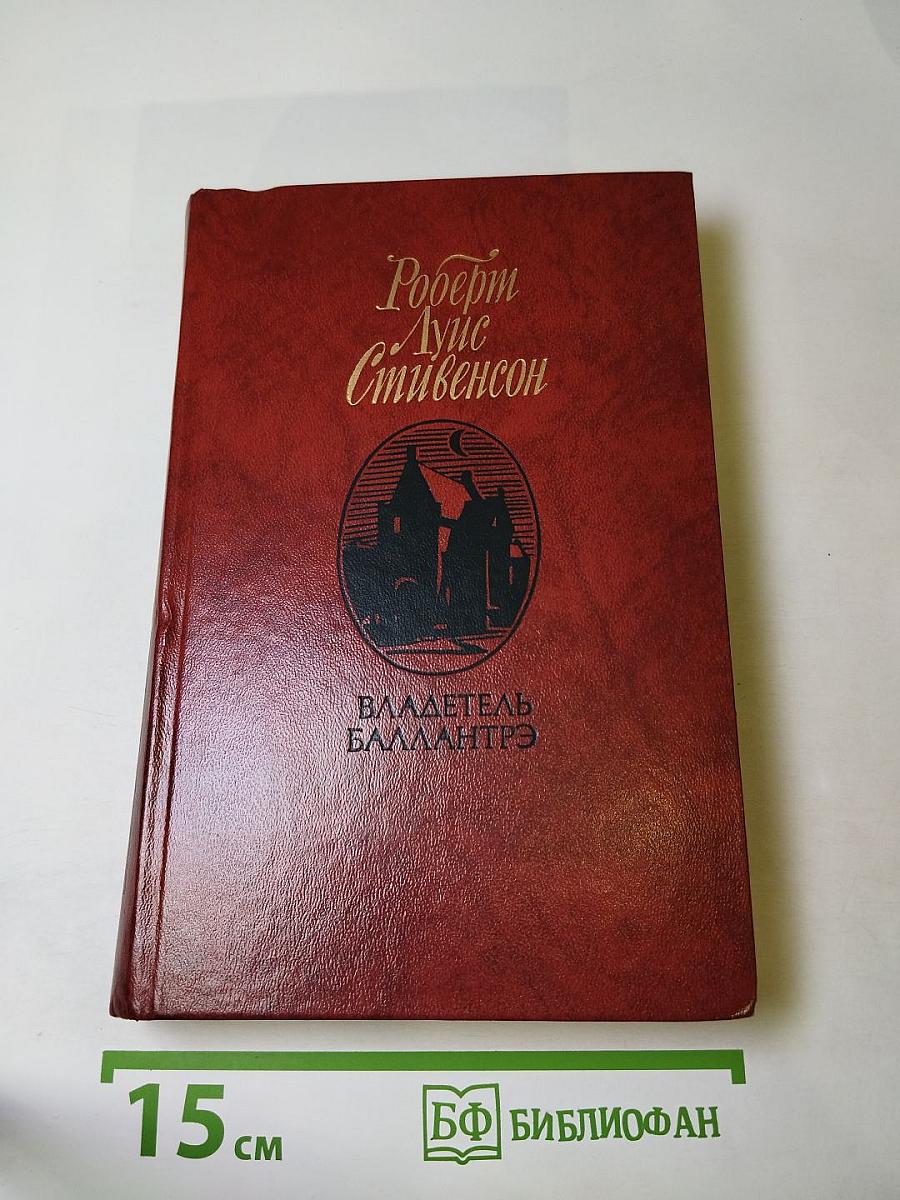 Роберт
Луис
Стивенсон
ВЛАДЕТЕЛЬ
БАЛЛАНТРЭ
15 см
БФ БИБЛИОФАН